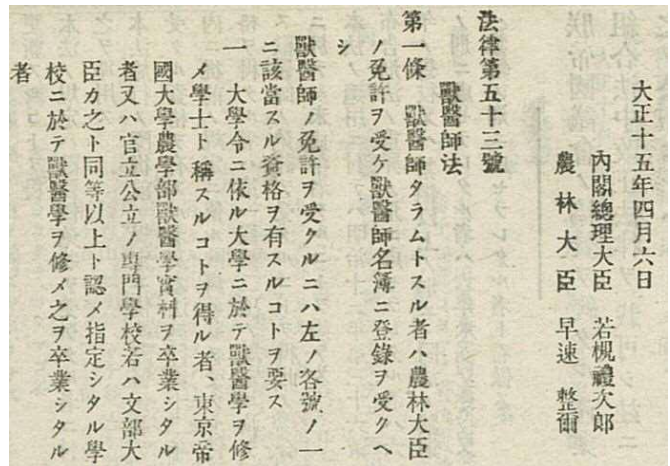 大正十五年四月六日
內閣總理大臣 若槻禮次郎
農林大臣 早速整爾
法律第五十三號
獸醫師法
第一條 獸醫師タラムトスル者ハ農林大臣
ノ免許ヲ受ケ獸醫師名簿ニ登錄ヲ受クヘ
シ
獸醫師ノ免許ヲ受クルニハ左ノ各號ノ一
ニ該當スル資格ヲ有スルコトヲ要ス
一 大學令ニ依ル大學ニ於テ獸醫學ヲ修
メ學士ト稱スルコトヲ得ル者、東京帝
國大學農學部獸醫學實科ヲ卒業シタル
者又ハ官立公立ノ專門學校若ハ文部大
臣カ之ト同等以上ト認メ指定シタル學
校ニ於テ獸醫學ヲ修メ之ヲ卒業シタル
者